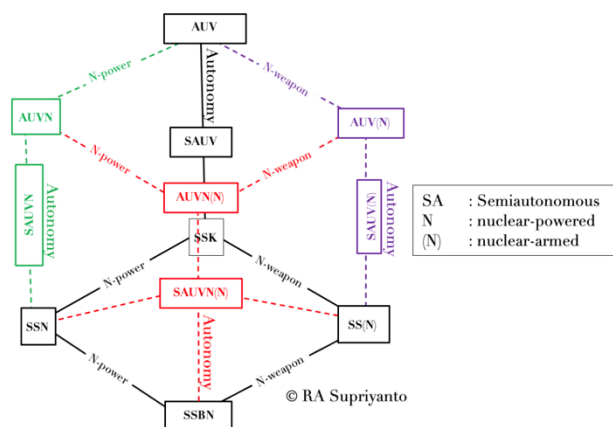 AUV
N-power
Autonomy
N-weapon
AUVN
AUV(N)
SAUV
N-power
N-weapon
SAUVN
Autonomy
AUVN(N)
SAUV(N)
Autonomy
SA : Semiautonomous
N : nuclear-powered
(N) : nuclear-armed
SSK
N-power
N-weapon
SAUVN(N)
SSN
SS(N)
Autonomy
N-power
N-weapon
SSBN
© RA Supriyanto